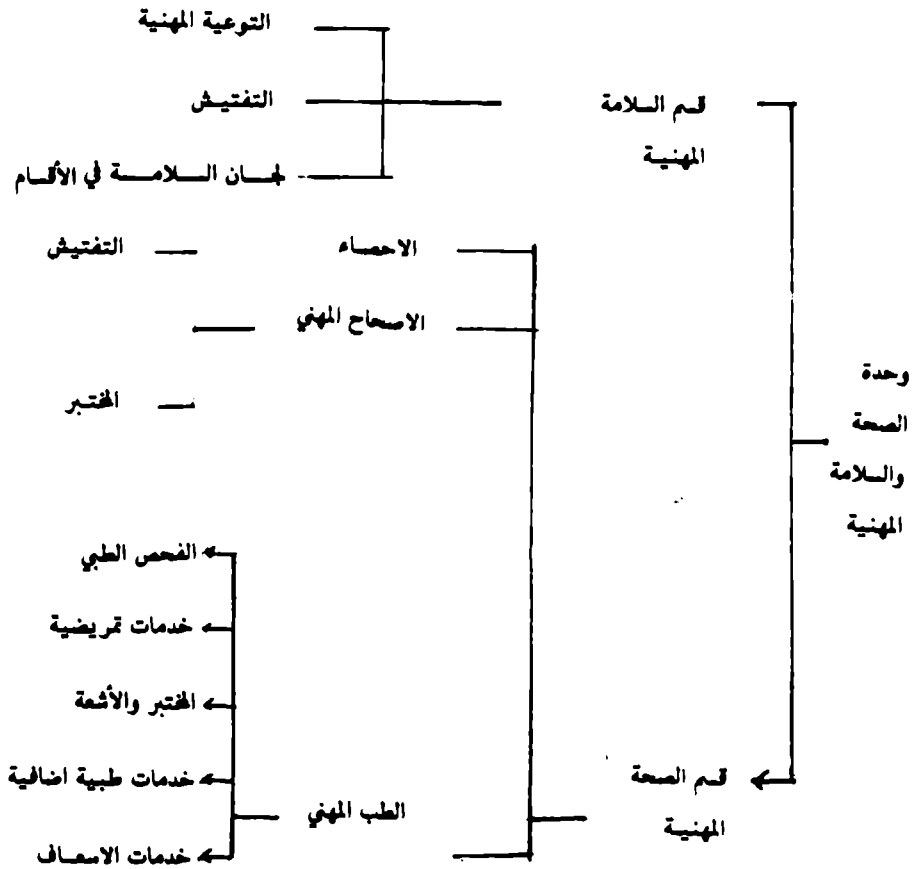 التوعية المهنية
قسم السلامة التفتيش
المهنية
لجان السلامة في الأقسام
الاحصاء التفتيش
الاصحاح المهني
وحدة
المختبر
الصحة
والسلامة
المهنية
الفحص الطبي
خدمات تمريضية
المختبر والأشعة
قسم الصحة خدمات طبية اضافية
المهنية الطب المهني
خدمات الاسعاف